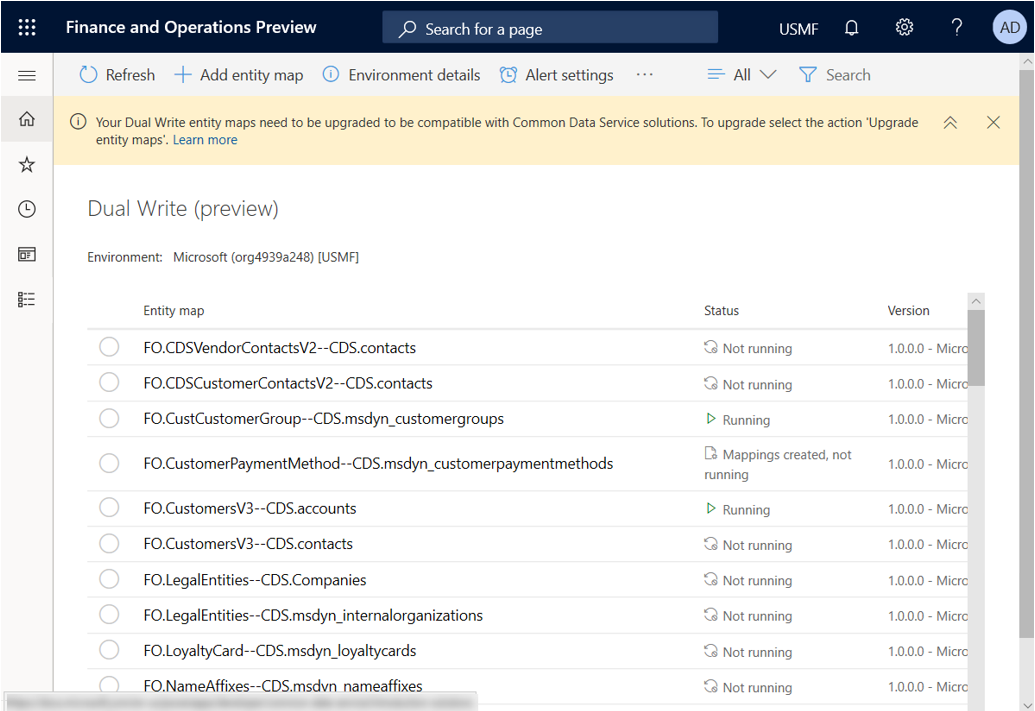 Finance and Operations Preview
Search for a page
USMF
?
AD
Refresh
Add entity map
Environment details
Alert settings
...
All
Search
Your Dual Write entity maps need to be upgraded to be compatible with Common Data Service solutions. To upgrade select the action 'Upgrade
entity maps'. Learn more
Dual Write (preview)
Environment: Microsoft (org4939a248) [USMF]
Entity map Status Version
FO.CDSVendorContactsV2--CDS.contacts Not running 1.0.0.0 - Micro
FO.CDSCustomerContactsV2--CDS.contacts Not running 1.0.0.0 - Micro
FO.CustCustomerGroup--CDS.msdyn_customergroups Running 1.0.0.0 - Micro
FO.CustomerPaymentMethod--CDS.msdyn_customerpaymentmethods Mappings created, not 1.0.0.0 - Micro
running
FO.CustomersV3--CDS.accounts Running 1.0.0.0 - Micro
FO.CustomersV3--CDS.contacts Not running 1.0.0.0 - Micro
FO.LegalEntities--CDS.Companies Not running 1.0.0.0 - Micro
FO.LegalEntities--CDS.msdyn_internalorganizations Not running 1.0.0.0 - Micro
FO.LoyaltyCard--CDS.msdyn_loyaltycards Not running 1.0.0.0 - Micro
FO.NameAffixes--CDS.msdyn_nameaffixes Not running 1.0.0.0 - Micro